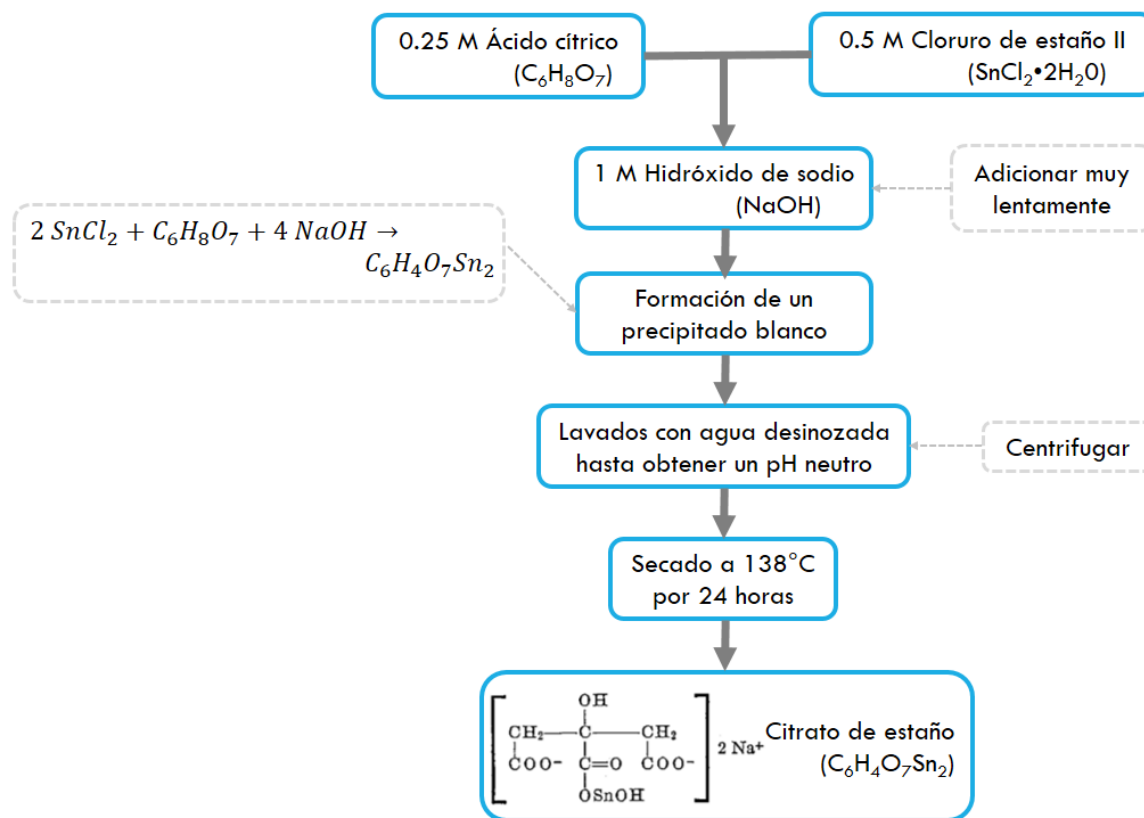 0.25 M Ácido cítrico
(C₆H₈O₇)
0.5 M Cloruro de estaño II
(SnCl₂•2H₂0)
1 M Hidróxido de sodio
(NaOH)
Adicionar muy
lentamente
2 SnCl₂ + C₆H₈O₇ + 4 NaOH →
C₆H₄O₇Sn₂
Formación de un
precipitado blanco
Lavados con agua desinozada
hasta obtener un pH neutro
Centrifugar
Secado a 138°C
por 24 horas
OH
CH₂ C CH₂
COO- C=O COO-
OSnOH
2 Na⁺
Citrato de estaño
(C₆H₄O₇Sn₂)